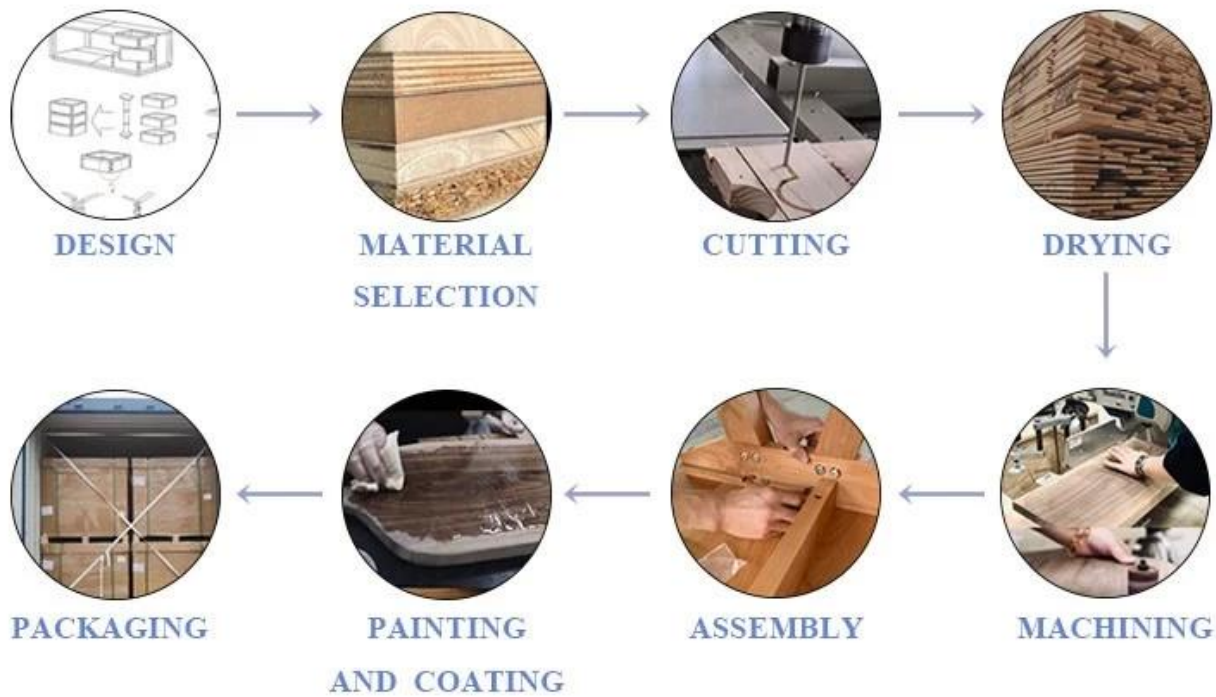 DESIGN
MATERIAL
SELECTION
CUTTING
DRYING
MACHINING
ASSEMBLY
PAINTING
AND COATING
PACKAGING